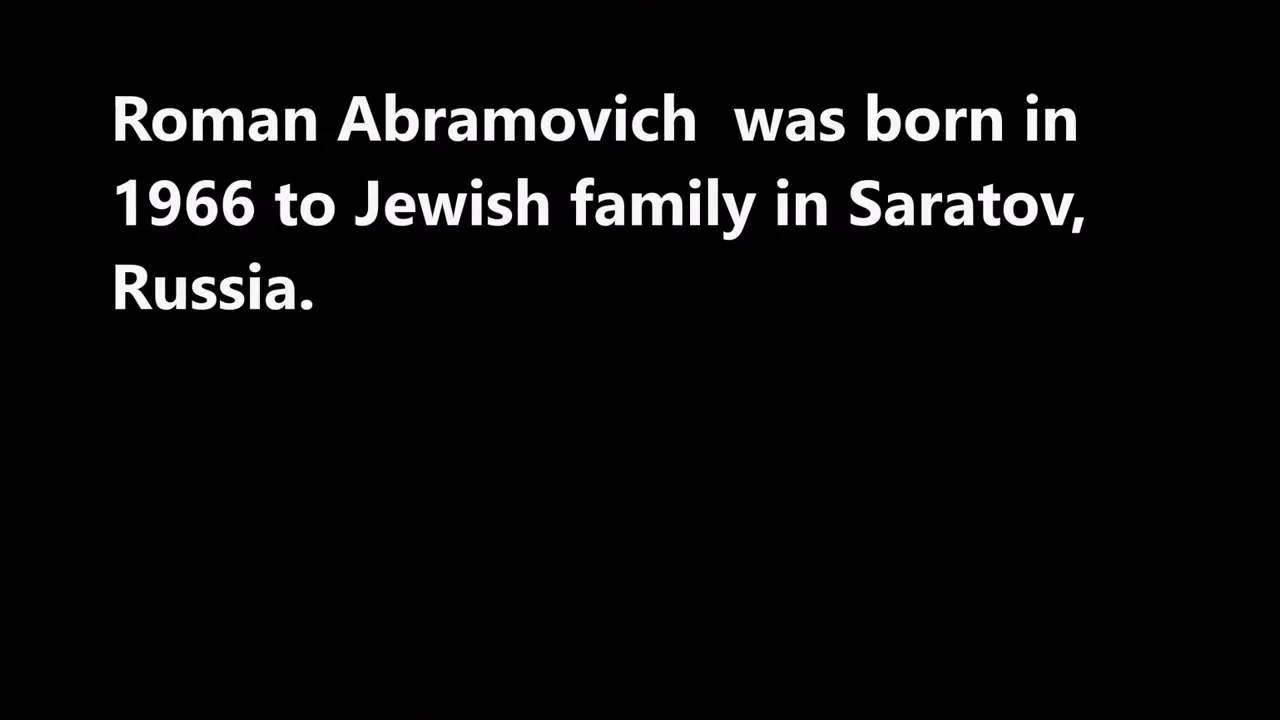 Roman Abramovich  was born in
1966 to Jewish family in Saratov,
Russia.